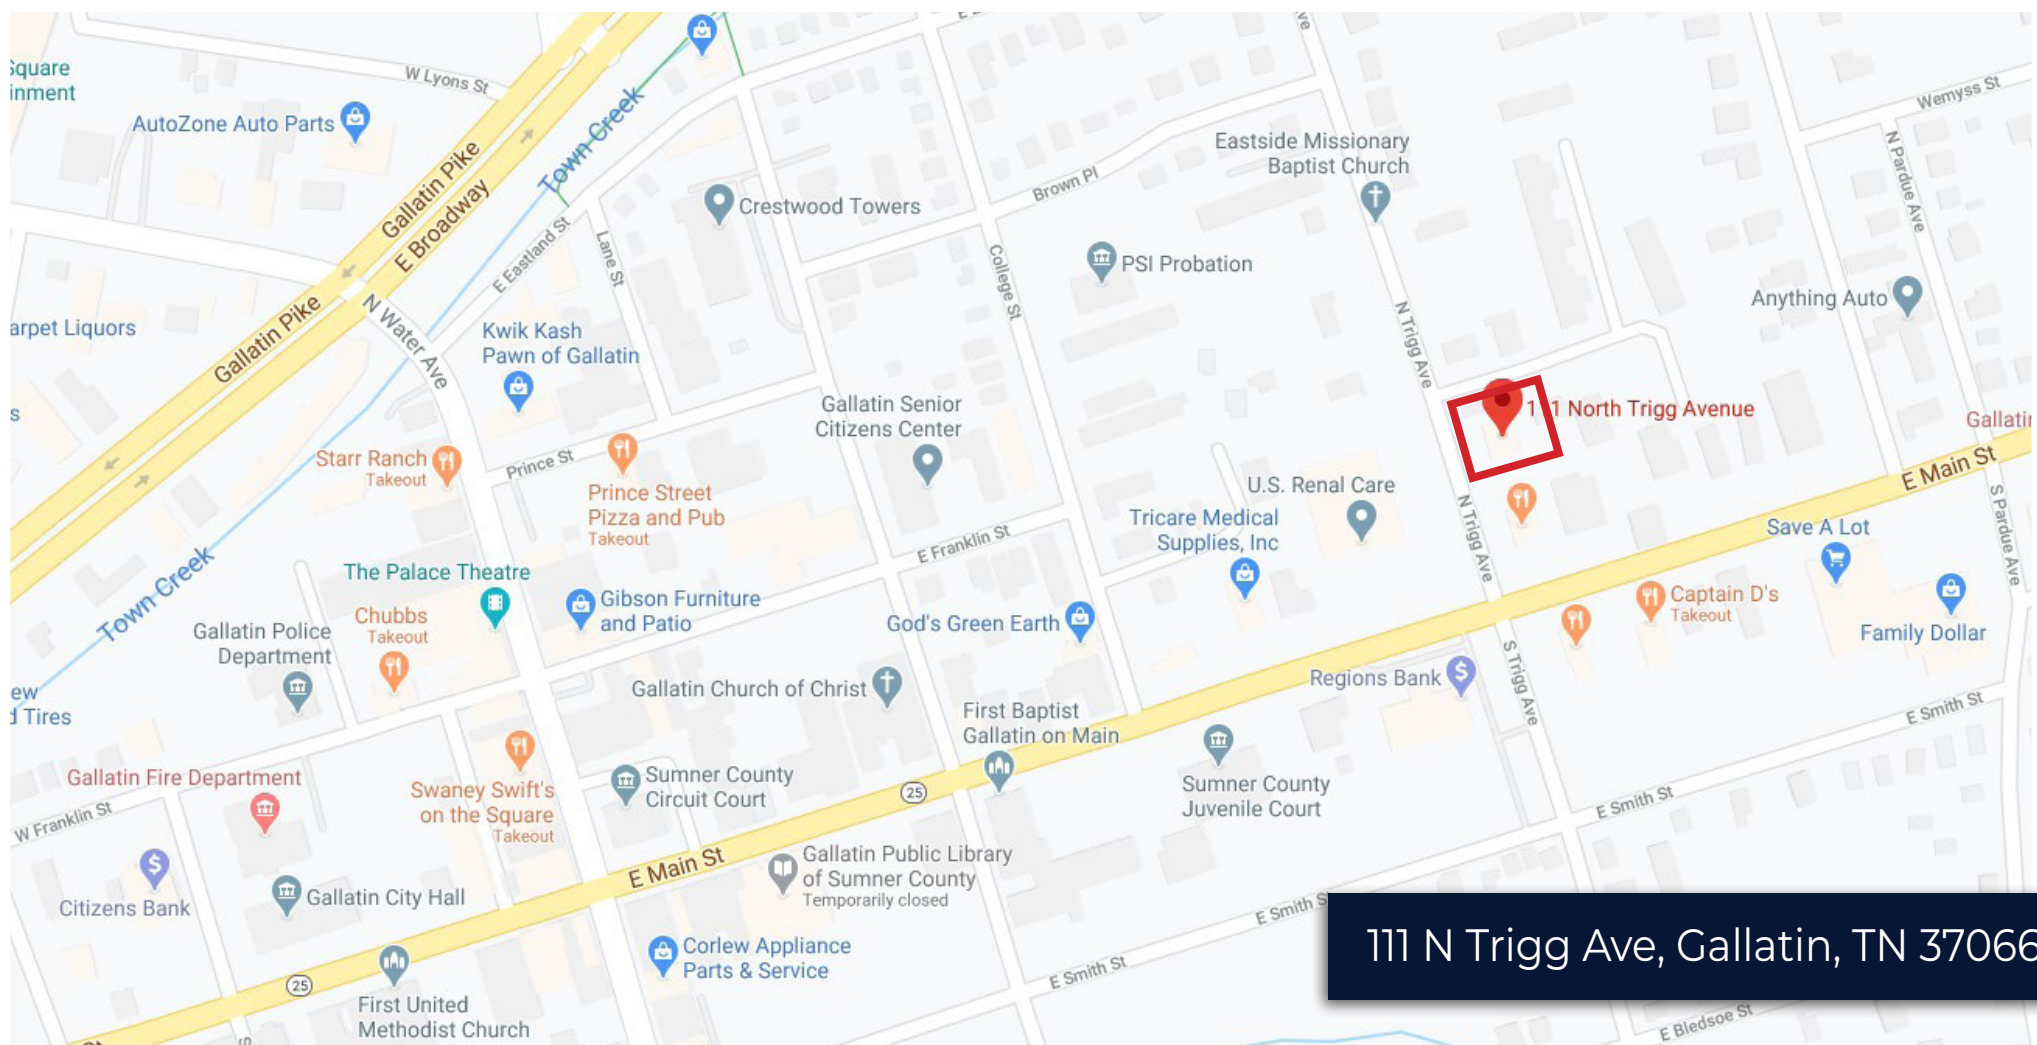 W Lyons St
Square
inment
AutoZone Auto Parts
Gallatin Pike
E Broadway
Town Creek
Wemyss St
N Pardue Ave
Eastside Missionary
Baptist Church
Brown Pl
Crestwood Towers
E Eastland St
Lane St
College St
PSI Probation
Anything Auto
N Trigg Ave
arpet Liquors
Gallatin Pike
N Water Ave
Kwik Kash
Pawn of Gallatin
Gallatin Senior
Citizens Center
North Trigg Avenue
Gallatin
s
Starr Ranch
Takeout
Prince St
Prince Street
Pizza and Pub
Takeout
E Main St
U.S. Renal Care
Tricare Medical
Supplies, Inc
N Trigg Ave
S Pardue Ave
Save A Lot
E Franklin St
Town Creek
The Palace Theatre
Chubbs
Takeout
Gibson Furniture
and Patio
God's Green Earth
Captain D's
Takeout
Family Dollar
Gallatin Police
Department
Gallatin Church of Christ
Regions Bank
S Trigg Ave
ew
d Tires
First Baptist
Gallatin on Main
E Smith St
Gallatin Fire Department
Swaney Swift's
on the Square
Takeout
Sumner County
Circuit Court
25
Sumner County
Juvenile Court
E Smith St
W Franklin St
E Main St
Gallatin Public Library
of Sumner County
Temporarily closed
Citizens Bank
Gallatin City Hall
E Smith S
111 N Trigg Ave, Gallatin, TN 37066
Corlew Appliance
Parts & Service
E Smith St
25
First United
Methodist Church
E Bledsoe St